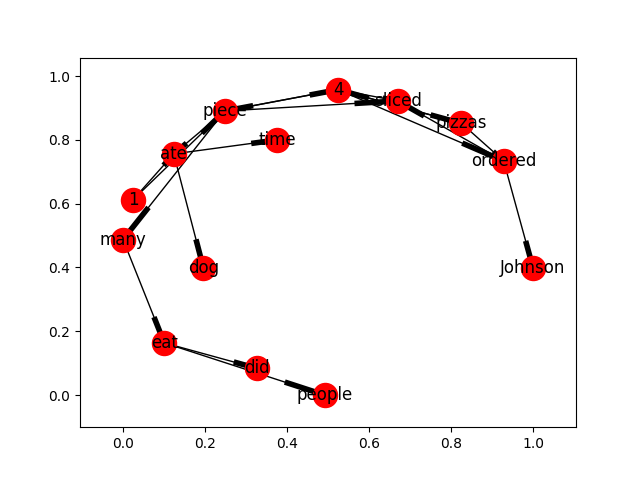 1.0
0.8
0.6
0.4
0.2
0.0
0.0
0.2
0.4
0.6
0.8
1.0
4
sliced
piece
pizzas
time
ate
ordered
1
many
dog
Johnson
eat
did
people